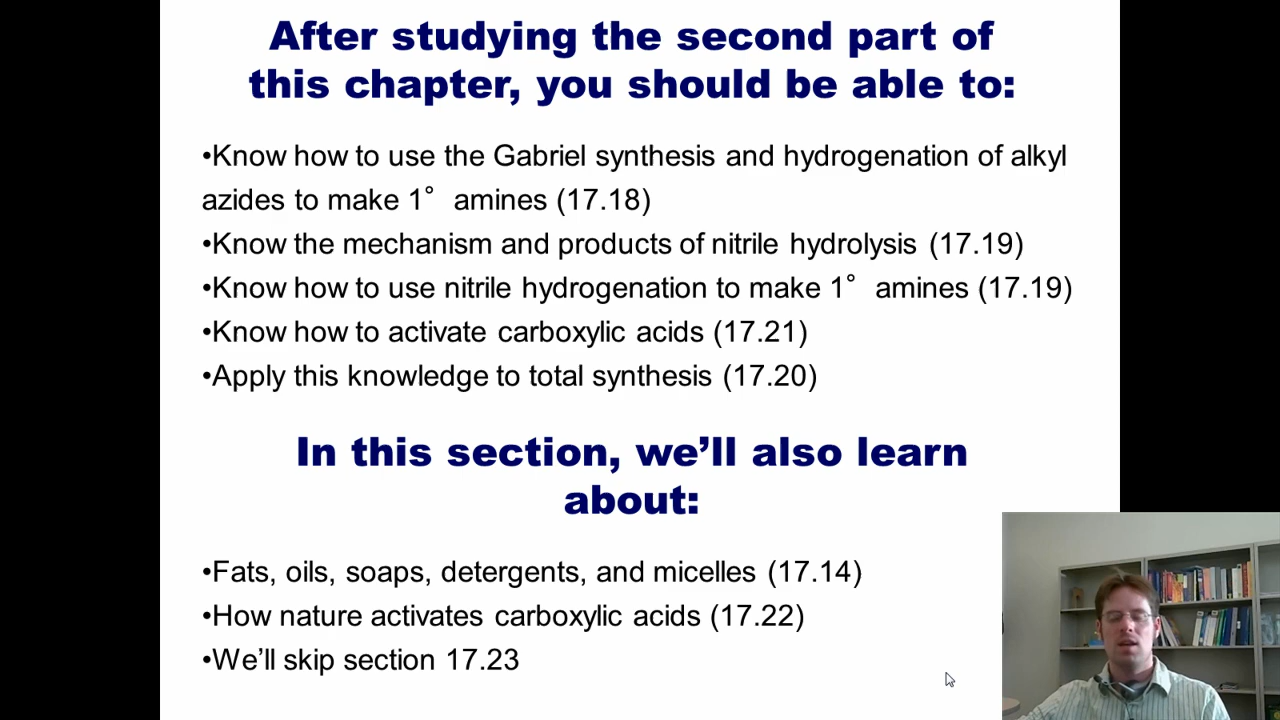 After studying the second part of
this chapter, you should be able to:
•Know how to use the Gabriel synthesis and hydrogenation of alkyl
azides to make 1° amines (17.18)
•Know the mechanism and products of nitrile hydrolysis (17.19)
•Know how to use nitrile hydrogenation to make 1° amines (17.19)
•Know how to activate carboxylic acids (17.21)
•Apply this knowledge to total synthesis (17.20)
In this section, we’ll also learn
about:
•Fats, oils, soaps, detergents, and micelles (17.14)
•How nature activates carboxylic acids (17.22)
•We’ll skip section 17.23